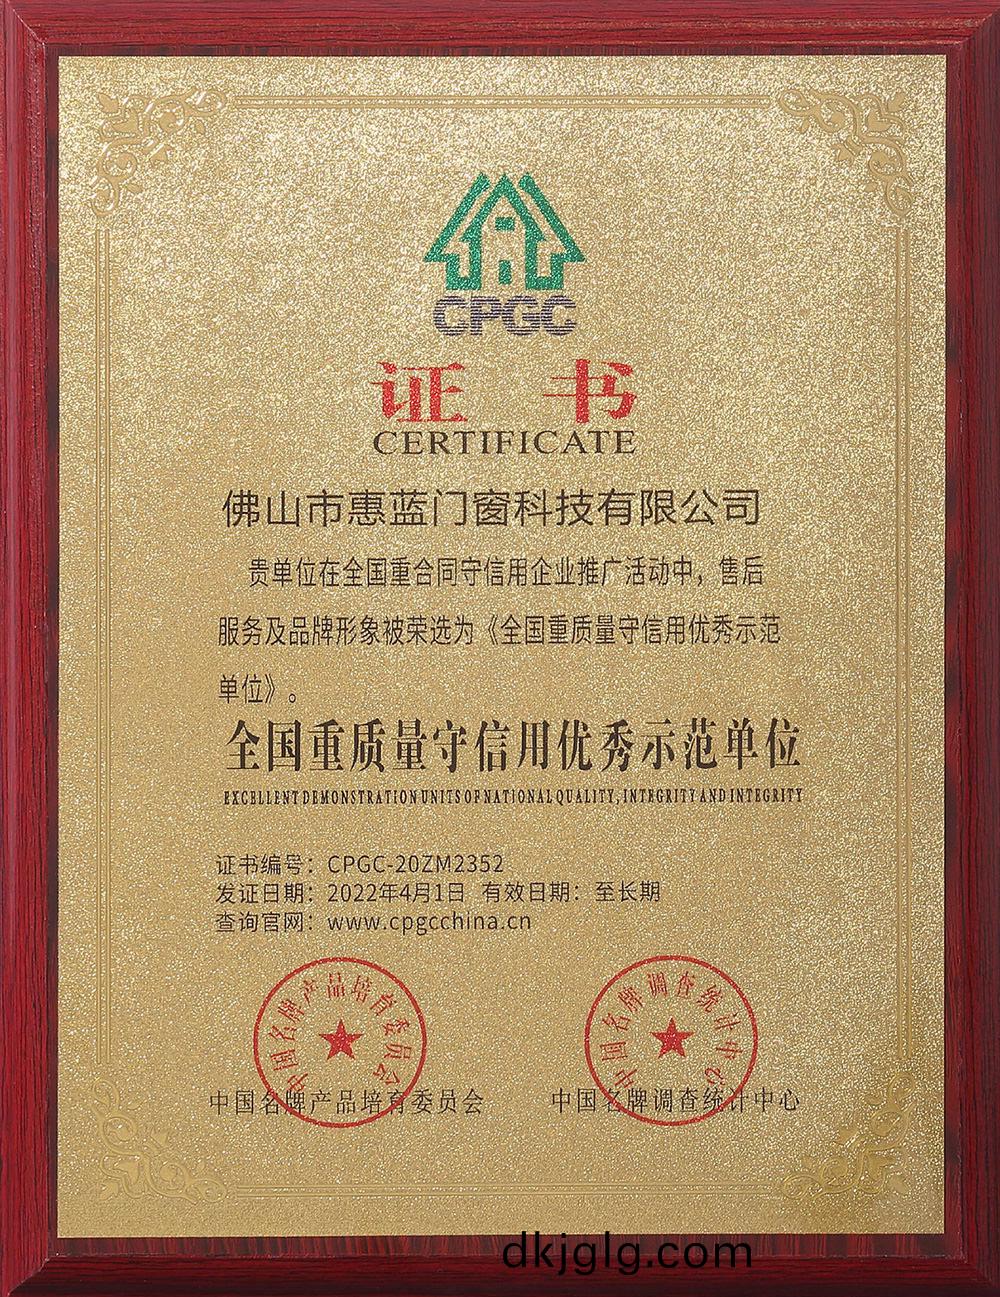 CPGC
证 书
CERTIFICATE
佛山市惠蓝门窗科技有限公司
贵单位在全国重合同守信用企业推广活动中，售后
服务及品牌形象被荣选为《全国重质量守信用优秀示范
单位》。
全国重质量守信用优秀示范单位
EXCELLENT DEMONSTRATION UNITS OF NATIONAL QUALITY, INTRGRITY AND INTEGRITY
证书编号：CPGC-20ZM2352
发证日期：2022年4月1日 有效日期：至长期
查询官网：www.cpgcchina.cn
中国名牌产品培育委员会
中国名牌调查统计中心
中国名牌产品培育委员会
中国名牌调查统计中心
dkjglg.com